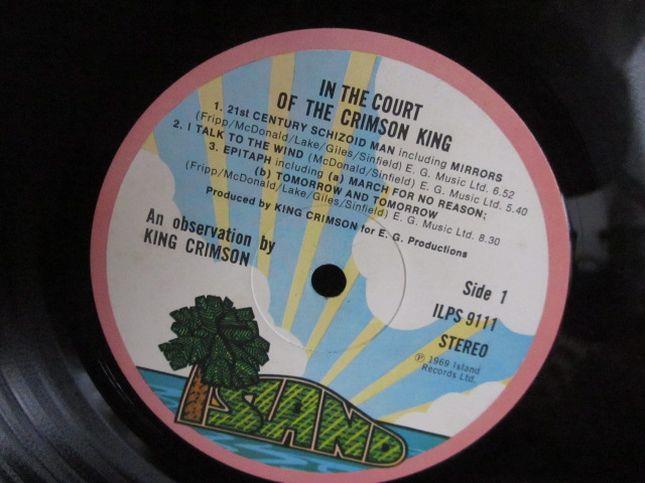 IN THE COURT
OF THE CRIMSON KING
1. 21st CENTURY SCHIZOID MAN including MIRRORS
(Fripp/McDonald/Lake/Giles/Sinfield) E. G. Music Ltd. 6.52
2. I TALK TO THE WIND (McDonald/Sinfield) E. G. Music Ltd. 5.40
3. EPITAPH including (a) MARCH FOR NO REASON;
(b) TOMORROW AND TOMORROW
(Fripp/McDonald/Lake/Giles/Sinfield) E. G. Music Ltd. 8.30
Produced by KING CRIMSON for E. G. Productions
An observation by
KING CRIMSON
Side 1
ILPS 9111
STEREO
Ⓟ 1969 Island
Records Ltd.
ISLAND